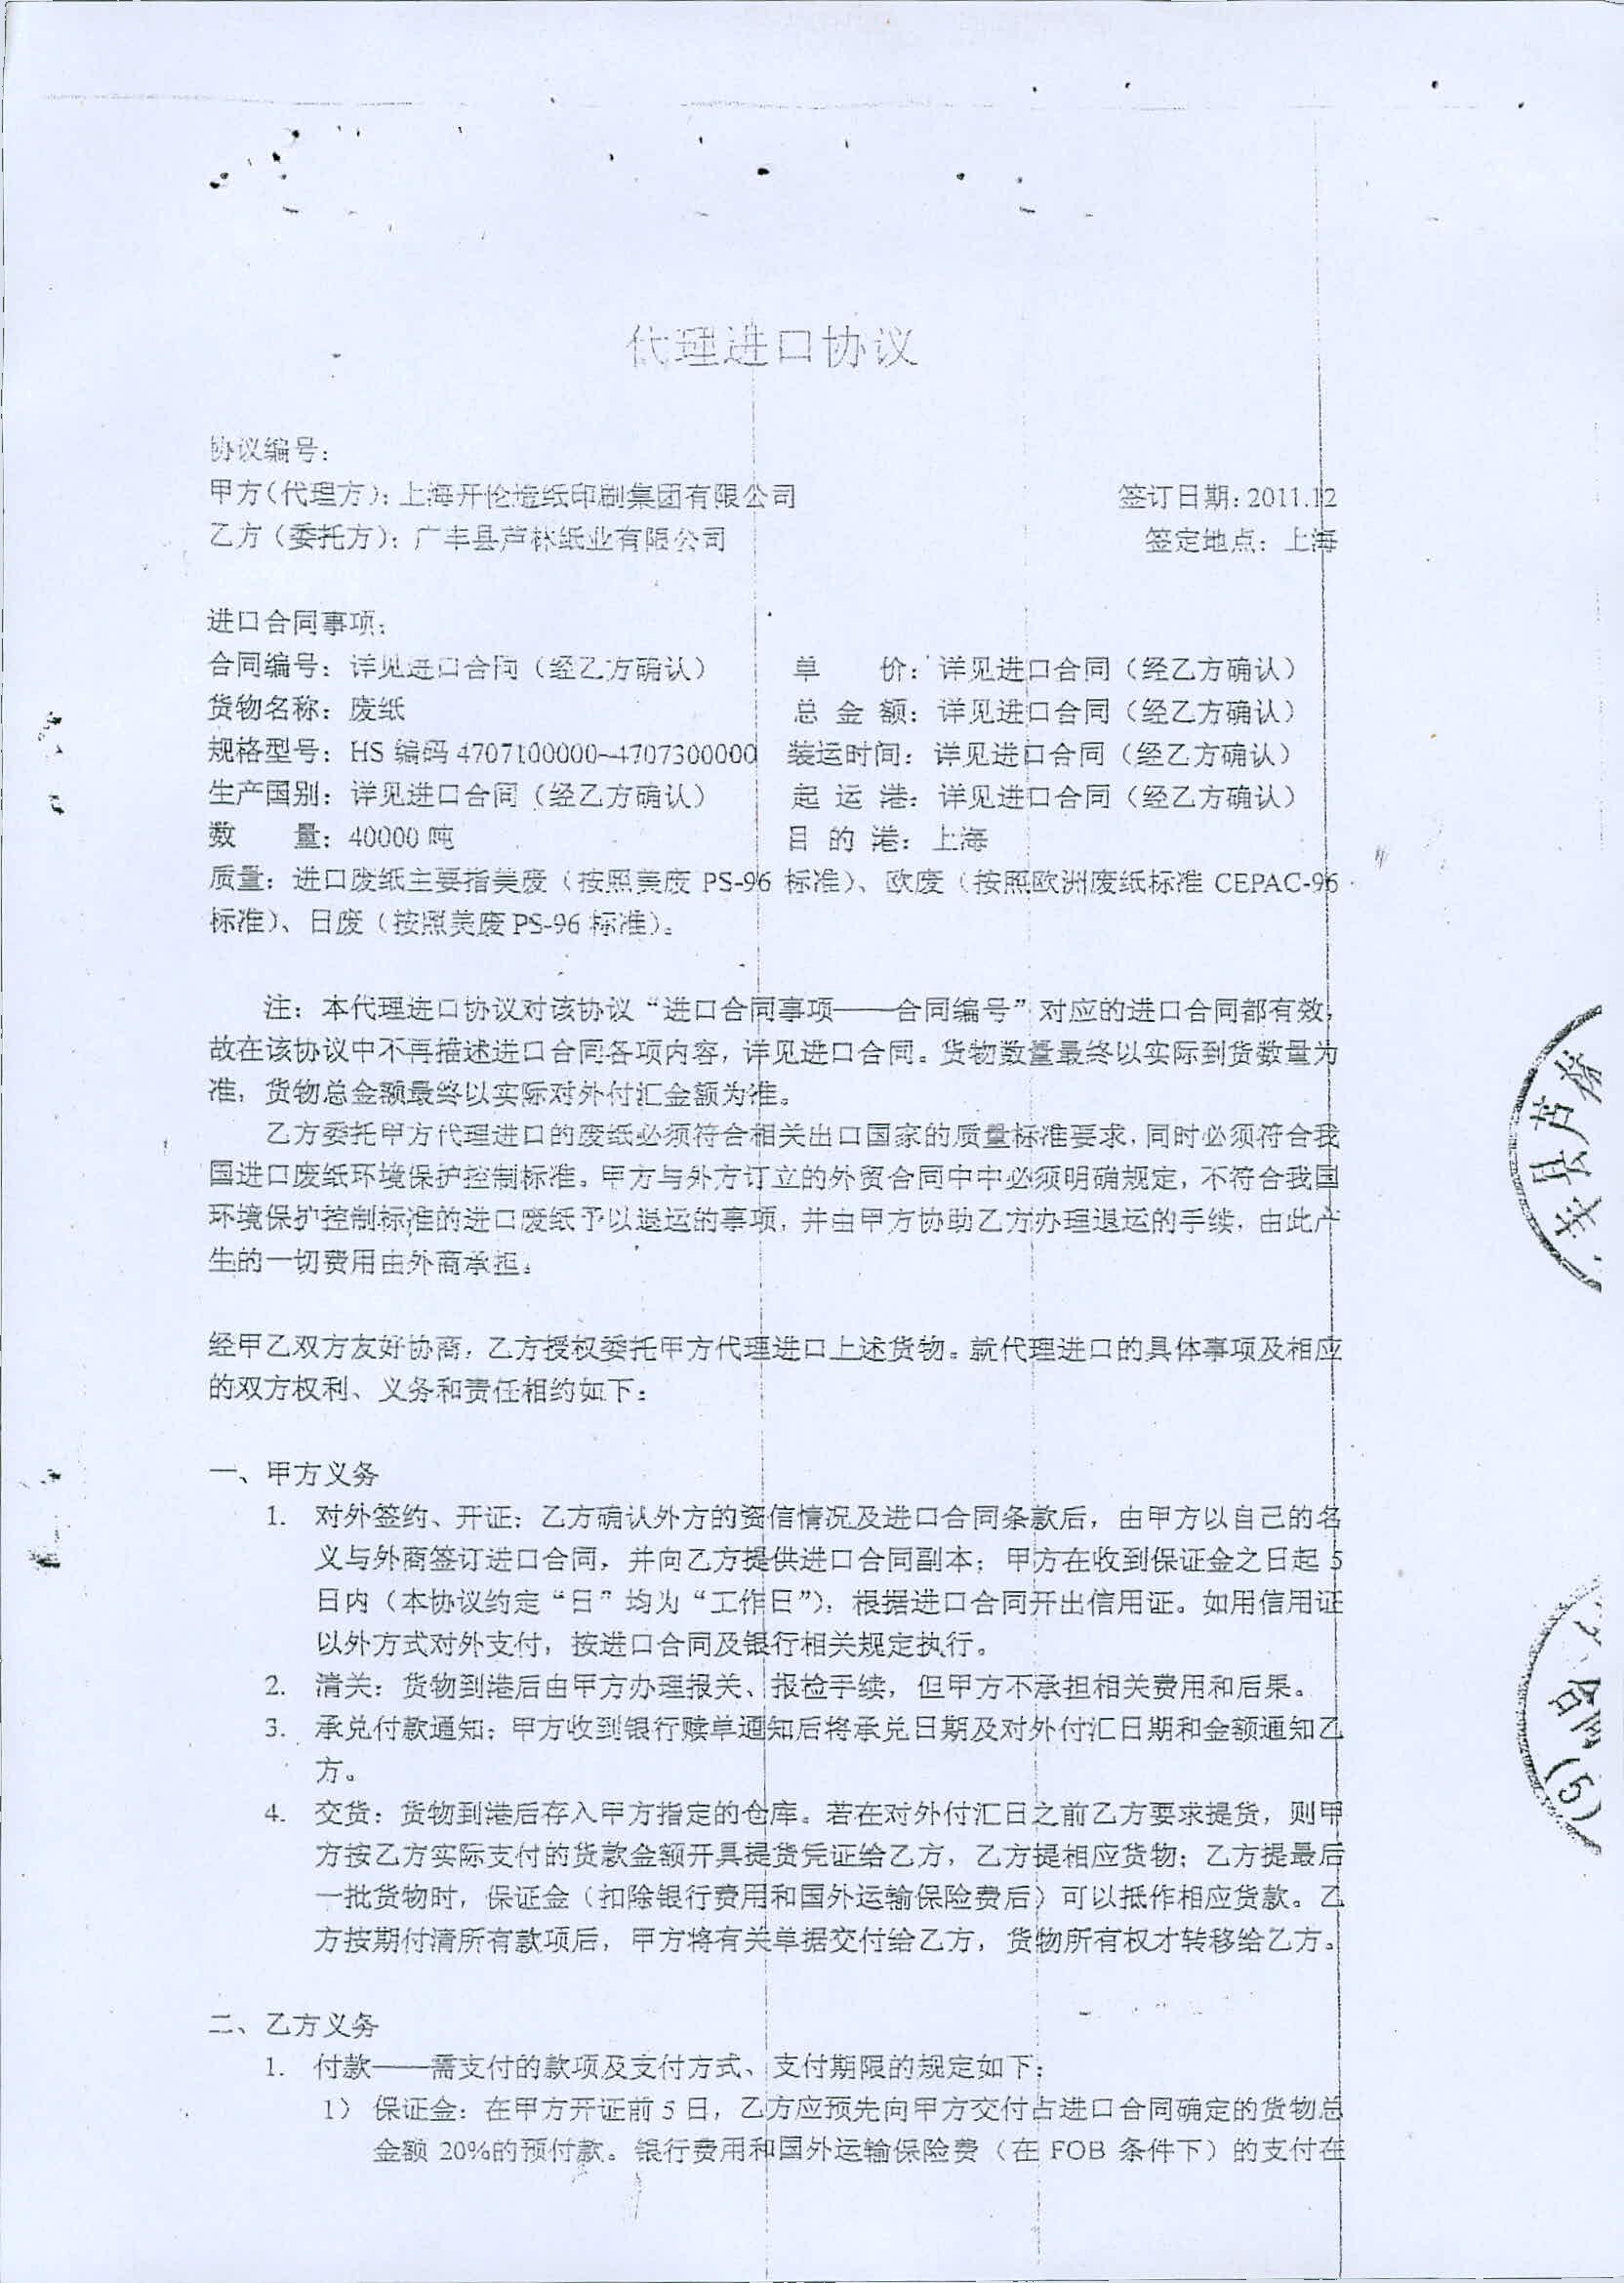 代理进口协议
协议编号：
甲方（代理方）：上海开伦造纸印刷集团有限公司 签订日期：2011.12
乙方（委托方）：广丰县芦林纸业有限公司 签定地点：上海
进口合同事项：
合同编号：详见进口合同（经乙方确认） 单 价：详见进口合同（经乙方确认）
货物名称：废纸 总 金 额：详见进口合同（经乙方确认）
规格型号：HS 编码 4707100000-4707300000 装运时间：详见进口合同（经乙方确认）
生产国别：详见进口合同（经乙方确认） 起 运 港：详见进口合同（经乙方确认）
数 量：40000 吨 目 的 港：上海
质量：进口废纸主要指美废（按照美废 PS-96 标准）、欧废（按照欧洲废纸标准 CEPAC-96
标准）、日废（按照美废 PS-96 标准）。
注：本代理进口协议对该协议“进口合同事项——合同编号”对应的进口合同都有效，
故在该协议中不再描述进口合同各项内容，详见进口合同。货物数量最终以实际到货数量为
准，货物总金额最终以实际对外付汇金额为准。
乙方委托甲方代理进口的废纸必须符合相关出口国家的质量标准要求，同时必须符合我
国进口废纸环境保护控制标准。甲方与外方订立的外贸合同中中必须明确规定，不符合我国
环境保护控制标准的进口废纸予以退运的事项，并由甲方协助乙方办理退运的手续，由此产
生的一切费用由外商承担。
经甲乙双方友好协商，乙方授权委托甲方代理进口上述货物。就代理进口的具体事项及相应
的双方权利、义务和责任相约如下：
一、甲方义务
1. 对外签约、开证：乙方确认外方的资信情况及进口合同条款后，由甲方以自己的名
义与外商签订进口合同，并向乙方提供进口合同副本；甲方在收到保证金之日起 5
日内（本协议约定“日”均为“工作日”），根据进口合同开出信用证。如用信用证
以外方式对外支付，按进口合同及银行相关规定执行。
2. 清关：货物到港后由甲方办理报关、报检手续，但甲方不承担相关费用和后果。
3. 承兑付款通知：甲方收到银行赎单通知后将承兑日期及对外付汇日期和金额通知乙
方。
4. 交货：货物到港后存入甲方指定的仓库。若在对外付汇日之前乙方要求提货，则甲
方按乙方实际支付的货款金额开具提货凭证给乙方，乙方提相应货物；乙方提最后
一批货物时，保证金（扣除银行费用和国外运输保险费后）可以抵作相应货款。乙
方按期付清所有款项后，甲方将有关单据交付给乙方，货物所有权才转移给乙方。
二、乙方义务
1. 付款——需支付的款项及支付方式、支付期限的规定如下：
1） 保证金：在甲方开证前 5 日，乙方应预先向甲方交付占进口合同确定的货物总
金额 20%的预付款。银行费用和国外运输保险费（在 FOB 条件下）的支付在
县芦林
合同
(5)